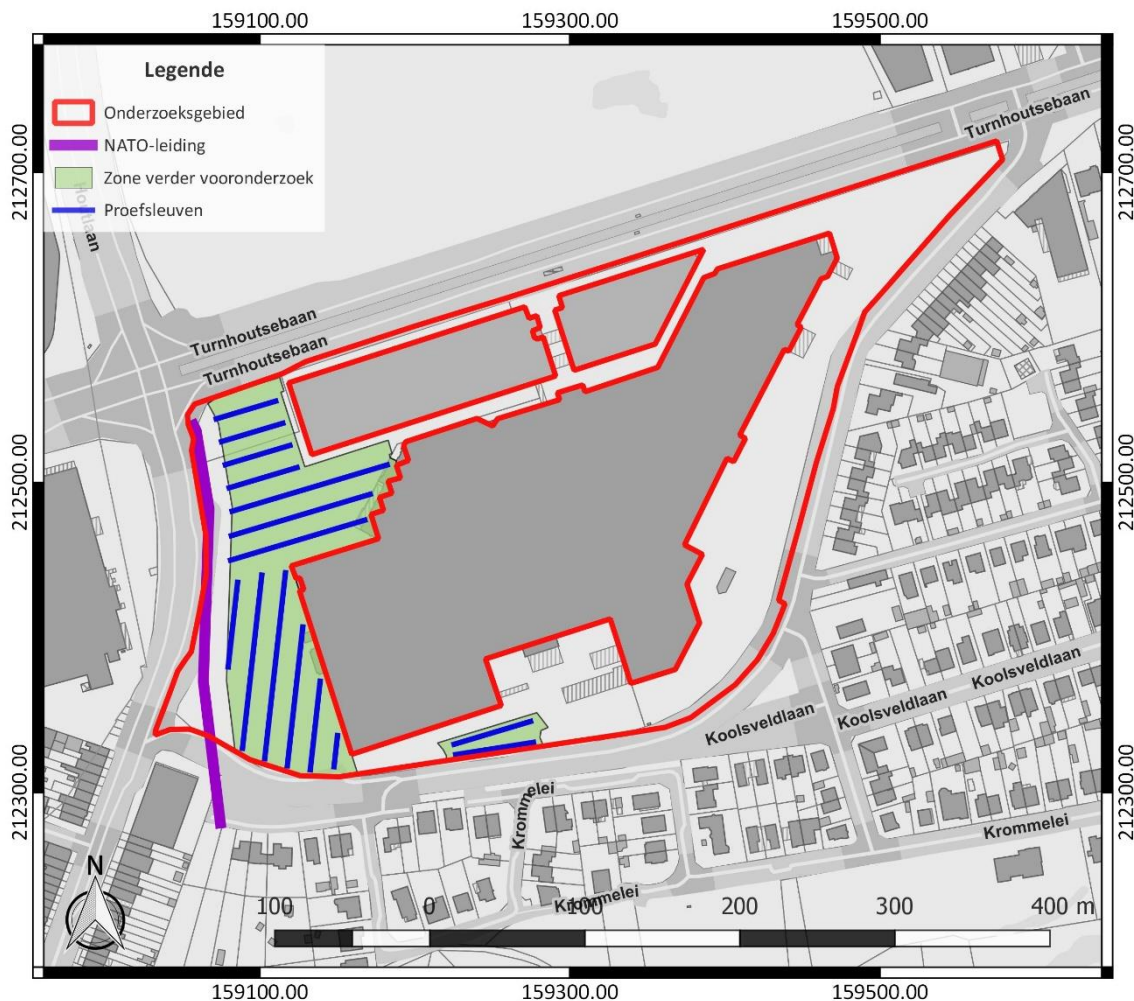 159100.00 159300.00 159500.00
Legende
Onderzoeksgebied
NATO-leiding
Zone verder vooronderzoek
Proefsleuven
Turnhoutsebaan
212700.00
212700.00
Turnhoutsebaan
Turnhoutsebaan
212500.00
212500.00
Koolsveldlaan
Koolsveldlaan
Koolsveldlaan
212300.00
212300.00
Krommelei
Krommelei
Krommelei
N
100 0 100 200 300 400 m
159100.00 159300.00 159500.00